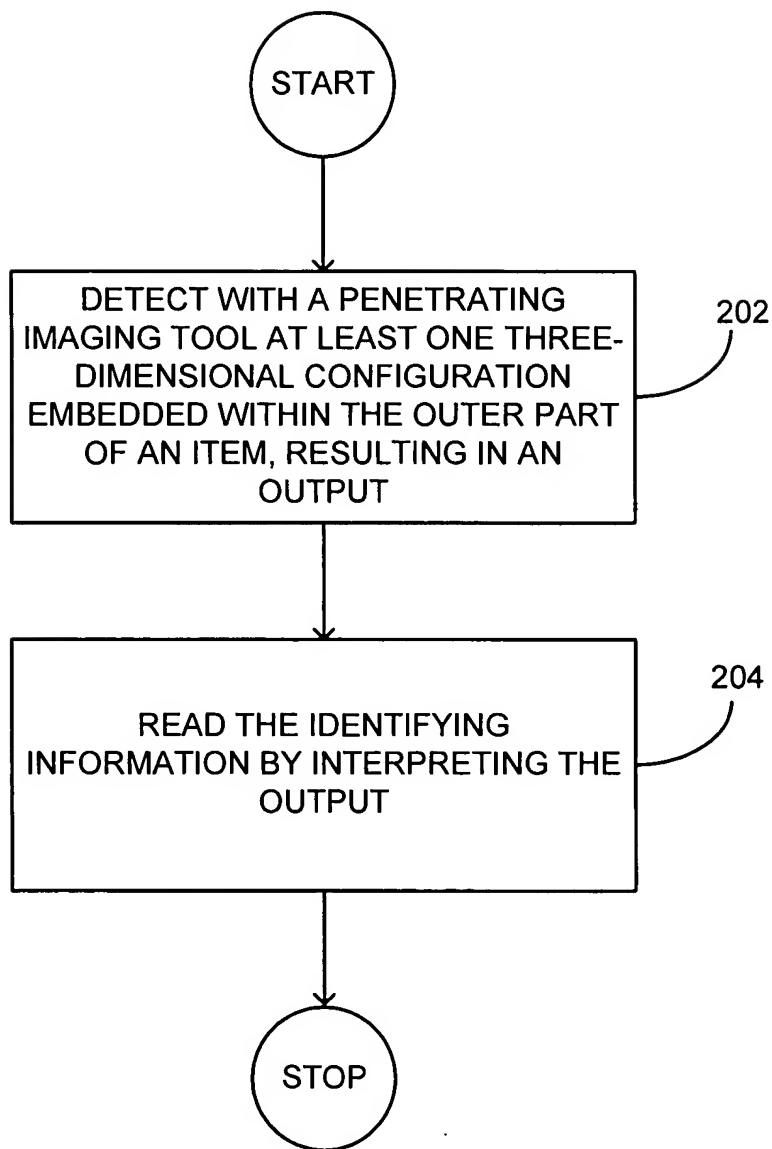 START
DETECT WITH A PENETRATING
IMAGING TOOL AT LEAST ONE THREE-
DIMENSIONAL CONFIGURATION
EMBEDDED WITHIN THE OUTER PART
OF AN ITEM, RESULTING IN AN
OUTPUT
202
READ THE IDENTIFYING
INFORMATION BY INTERPRETING THE
OUTPUT
204
STOP